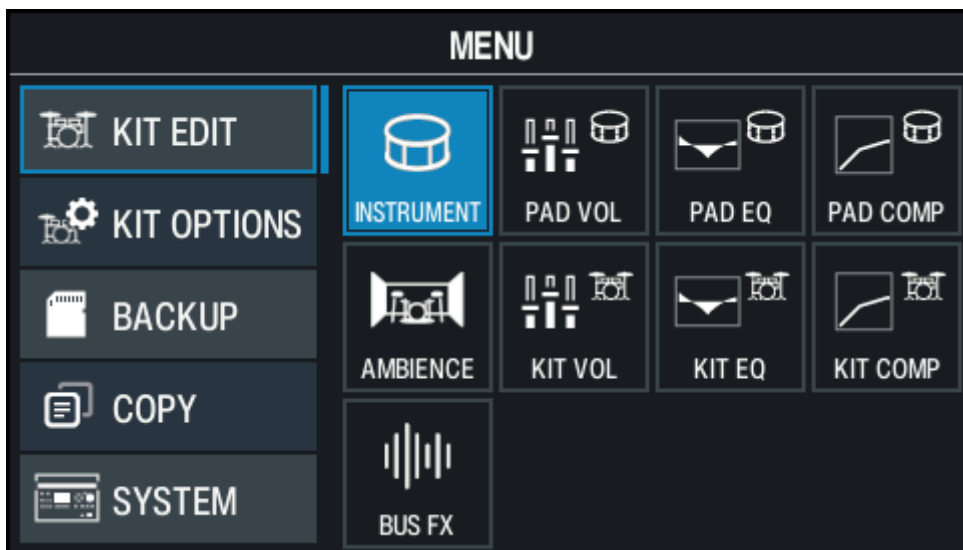 MENU
KIT EDIT
KIT OPTIONS
BACKUP
COPY
SYSTEM
INSTRUMENT
PAD VOL
PAD EQ
PAD COMP
AMBIENCE
KIT VOL
KIT EQ
KIT COMP
BUS FX